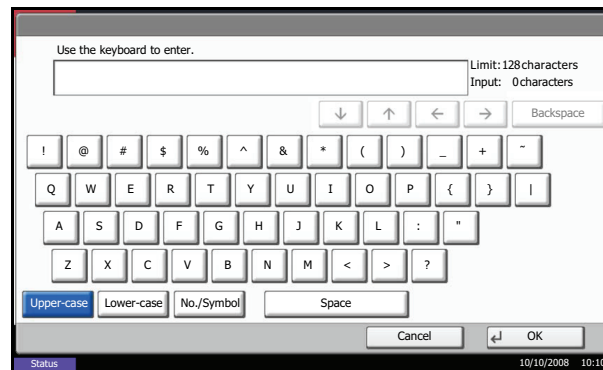 Use the keyboard to enter.
Limit: 128 characters
Input: 0 characters
↓ ↑ ← → Backspace
! @ # $ % ^ & * ( ) _ + ~
Q W E R T Y U I O P { } |
A S D F G H J K L : "
Z X C V B N M < > ?
Upper-case Lower-case No./Symbol Space
Cancel ↵ OK
Status 10/10/2008 10:10